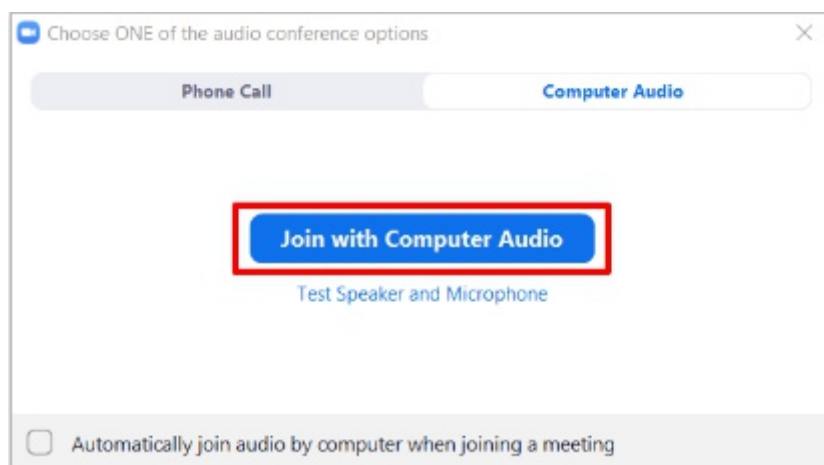 Choose ONE of the audio conference options
Phone Call
Computer Audio
Join with Computer Audio
Test Speaker and Microphone
Automatically join audio by computer when joining a meeting